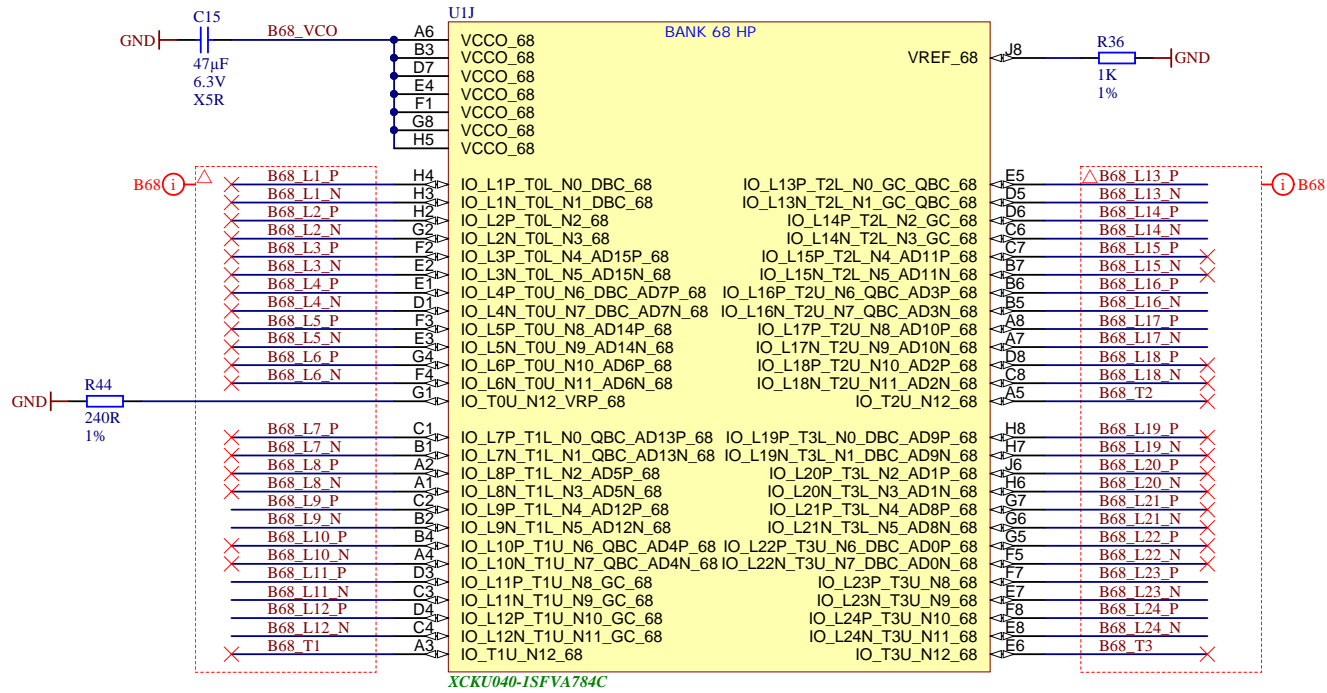 U1J
BANK 68 HP
C15
GND
B68_VCO
47µF
6.3V
X5R
A6 VCCO_68
B3 VCCO_68
D7 VCCO_68
E4 VCCO_68
F1 VCCO_68
G8 VCCO_68
H5 VCCO_68
VREF_68 J8
R36
GND
1K
1%
B68 i
i B68
B68_L1_P H4 IO_L1P_T0L_N0_DBC_68 IO_L13P_T2L_N0_GC_QBC_68 E5 B68_L13_P
B68_L1_N H3 IO_L1N_T0L_N1_DBC_68 IO_L13N_T2L_N1_GC_QBC_68 D5 B68_L13_N
B68_L2_P H2 IO_L2P_T0L_N2_68 IO_L14P_T2L_N2_GC_68 D6 B68_L14_P
B68_L2_N G2 IO_L2N_T0L_N3_68 IO_L14N_T2L_N3_GC_68 C6 B68_L14_N
B68_L3_P F2 IO_L3P_T0L_N4_AD15P_68 IO_L15P_T2L_N4_AD11P_68 C7 B68_L15_P
B68_L3_N E2 IO_L3N_T0L_N5_AD15N_68 IO_L15N_T2L_N5_AD11N_68 B7 B68_L15_N
B68_L4_P E1 IO_L4P_T0U_N6_DBC_AD7P_68 IO_L16P_T2U_N6_QBC_AD3P_68 B6 B68_L16_P
B68_L4_N D1 IO_L4N_T0U_N7_DBC_AD7N_68 IO_L16N_T2U_N7_QBC_AD3N_68 B5 B68_L16_N
B68_L5_P F3 IO_L5P_T0U_N8_AD14P_68 IO_L17P_T2U_N8_AD10P_68 A8 B68_L17_P
B68_L5_N E3 IO_L5N_T0U_N9_AD14N_68 IO_L17N_T2U_N9_AD10N_68 A7 B68_L17_N
B68_L6_P G4 IO_L6P_T0U_N10_AD6P_68 IO_L18P_T2U_N10_AD2P_68 D8 B68_L18_P
B68_L6_N F4 IO_L6N_T0U_N11_AD6N_68 IO_L18N_T2U_N11_AD2N_68 C8 B68_L18_N
R44
GND
240R
1%
G1 IO_T0U_N12_VRP_68 IO_T2U_N12_68 A5 B68_T2
B68_L7_P C1 IO_L7P_T1L_N0_QBC_AD13P_68 IO_L19P_T3L_N0_DBC_AD9P_68 H8 B68_L19_P
B68_L7_N B1 IO_L7N_T1L_N1_QBC_AD13N_68 IO_L19N_T3L_N1_DBC_AD9N_68 H7 B68_L19_N
B68_L8_P A2 IO_L8P_T1L_N2_AD5P_68 IO_L20P_T3L_N2_AD1P_68 J6 B68_L20_P
B68_L8_N A1 IO_L8N_T1L_N3_AD5N_68 IO_L20N_T3L_N3_AD1N_68 H6 B68_L20_N
B68_L9_P C2 IO_L9P_T1L_N4_AD12P_68 IO_L21P_T3L_N4_AD8P_68 G7 B68_L21_P
B68_L9_N B2 IO_L9N_T1L_N5_AD12N_68 IO_L21N_T3L_N5_AD8N_68 G6 B68_L21_N
B68_L10_P B4 IO_L10P_T1U_N6_QBC_AD4P_68 IO_L22P_T3U_N6_DBC_AD0P_68 G5 B68_L22_P
B68_L10_N A4 IO_L10N_T1U_N7_QBC_AD4N_68 IO_L22N_T3U_N7_DBC_AD0N_68 F5 B68_L22_N
B68_L11_P D3 IO_L11P_T1U_N8_GC_68 IO_L23P_T3U_N8_68 F7 B68_L23_P
B68_L11_N C3 IO_L11N_T1U_N9_GC_68 IO_L23N_T3U_N9_68 E7 B68_L23_N
B68_L12_P D4 IO_L12P_T1U_N10_GC_68 IO_L24P_T3U_N10_68 F8 B68_L24_P
B68_L12_N C4 IO_L12N_T1U_N11_GC_68 IO_L24N_T3U_N11_68 E8 B68_L24_N
B68_T1 A3 IO_T1U_N12_68 IO_T3U_N12_68 E6 B68_T3
XCKU040-1SFVA784C